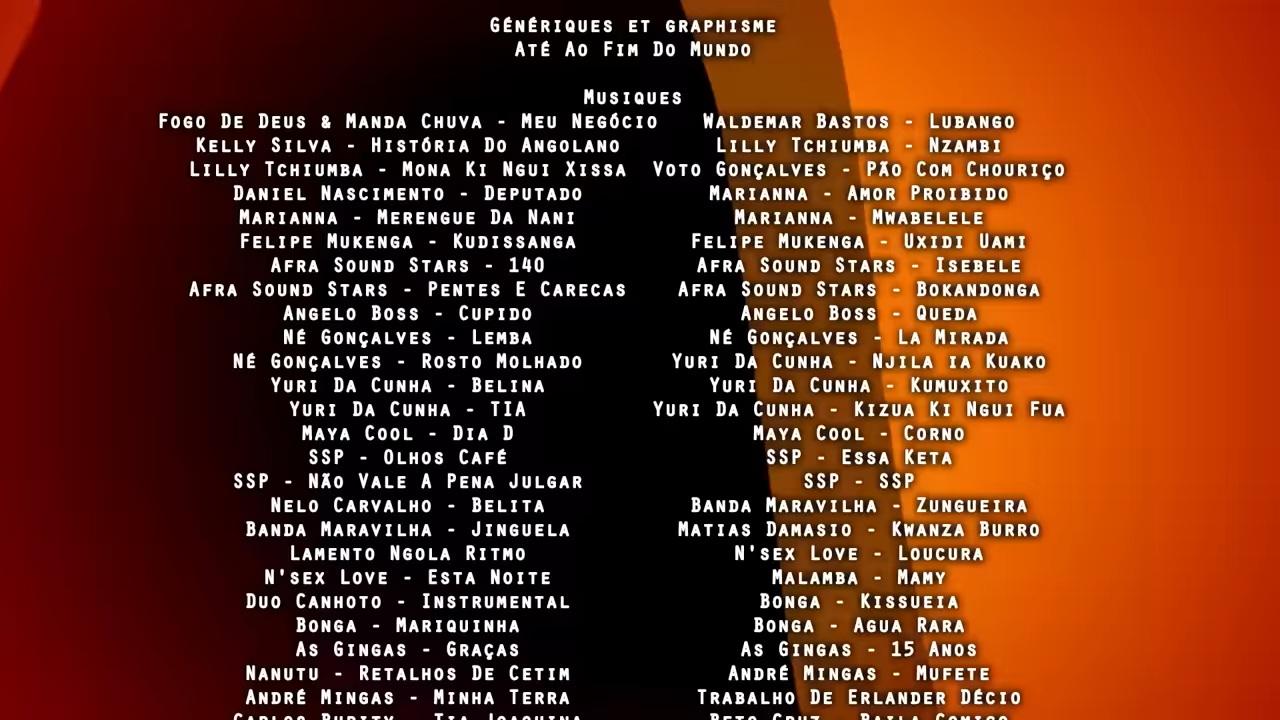 Génériques et graphisme
Até Ao Fim Do Mundo
Musiques
Fogo De Deus & Manda Chuva - Meu Negócio Waldemar Bastos - Lubango
Kelly Silva - História Do Angolano Lilly Tchiumba - Nzambi
Lilly Tchiumba - Mona Ki Ngui Xissa Voto Gonçalves - Pão Com Chouriço
Daniel Nascimento - Deputado Marianna - Amor Proibido
Marianna - Merengue Da Nani Marianna - Mwabelele
Felipe Mukenga - Kudissanga Felipe Mukenga - Uxidi Uami
Afra Sound Stars - 140 Afra Sound Stars - Isebele
Afra Sound Stars - Pentes E Carecas Afra Sound Stars - Bokandonga
Angelo Boss - Cupido Angelo Boss - Queda
Né Gonçalves - Lemba Né Gonçalves - La Mirada
Né Gonçalves - Rosto Molhado Yuri Da Cunha - Njila ia Kuako
Yuri Da Cunha - Belina Yuri Da Cunha - Kumuxito
Yuri Da Cunha - TIA Yuri Da Cunha - Kizua Ki Ngui Fua
Maya Cool - Dia D Maya Cool - Corno
SSP - Olhos Café SSP - Essa Keta
SSP - Não Vale A Pena Julgar SSP - SSP
Nelo Carvalho - Belita Banda Maravilha - Zungueira
Banda Maravilha - Jinguela Matias Damasio - Kwanza Burro
Lamento Ngola Ritmo N'sex Love - Loucura
N'sex Love - Esta Noite Malamba - Mamy
Duo Canhoto - Instrumental Bonga - Kissueia
Bonga - Mariquinha Bonga - Agua Rara
As Gingas - Graças As Gingas - 15 Anos
Nanutu - Retalhos De Cetim André Mingas - Mufete
André Mingas - Minha Terra Trabalho De Erlander Décio
Carlos Burity - Tia Joaquina Beto Cruz - Baila Comigo